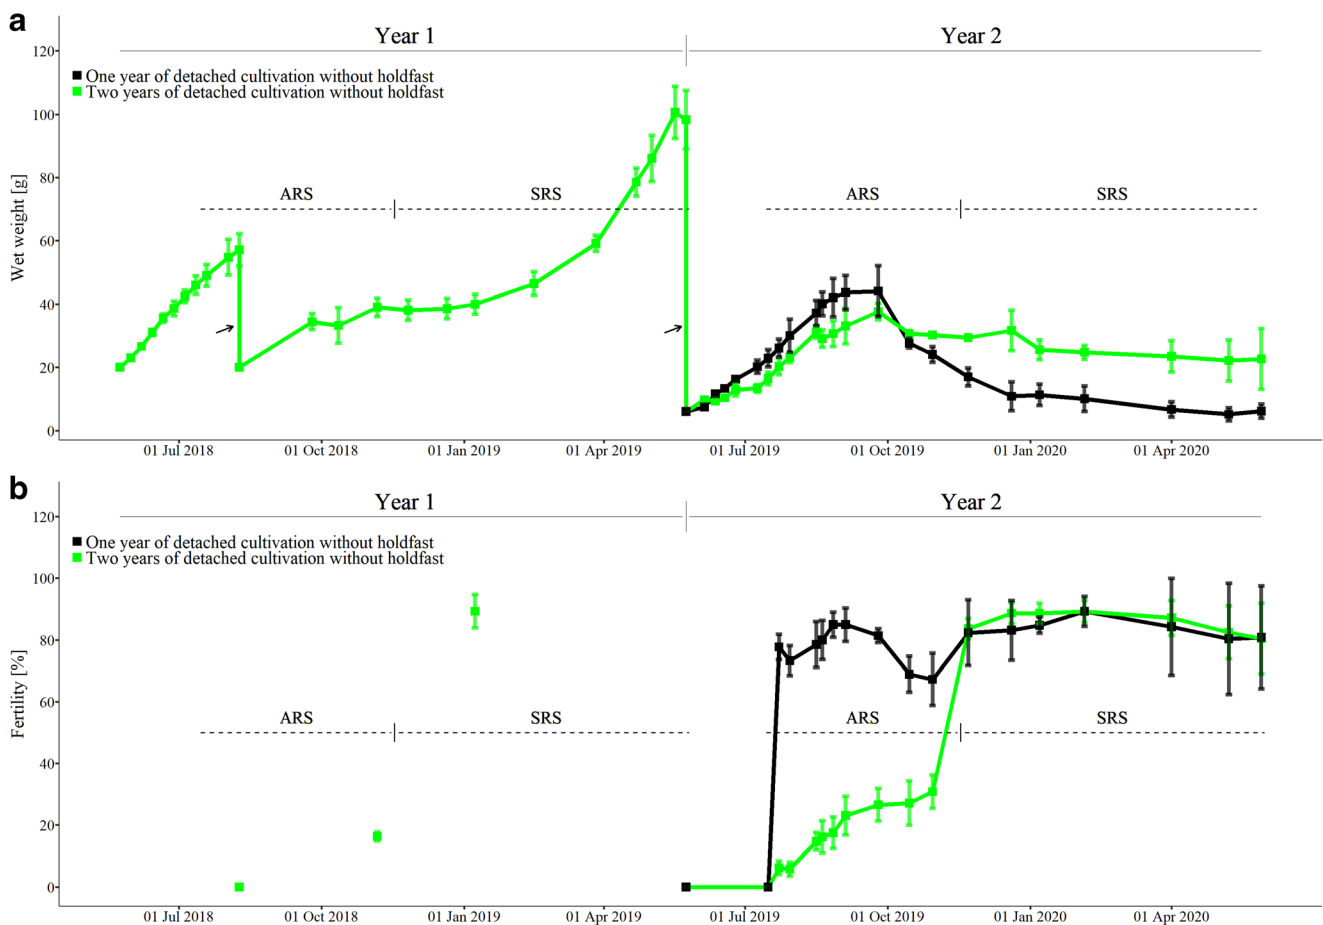 a
Year 1
Year 2
120
One year of detached cultivation without holdfast
Two years of detached cultivation without holdfast
100
80
ARS
SRS
ARS
SRS
60
40
20
0
Wet weight [g]
01 Jul 2018
01 Oct 2018
01 Jan 2019
01 Apr 2019
01 Jul 2019
01 Oct 2019
01 Jan 2020
01 Apr 2020
b
Year 1
Year 2
120
One year of detached cultivation without holdfast
Two years of detached cultivation without holdfast
100
80
60
ARS
SRS
ARS
SRS
40
20
0
Fertility [%]
01 Jul 2018
01 Oct 2018
01 Jan 2019
01 Apr 2019
01 Jul 2019
01 Oct 2019
01 Jan 2020
01 Apr 2020